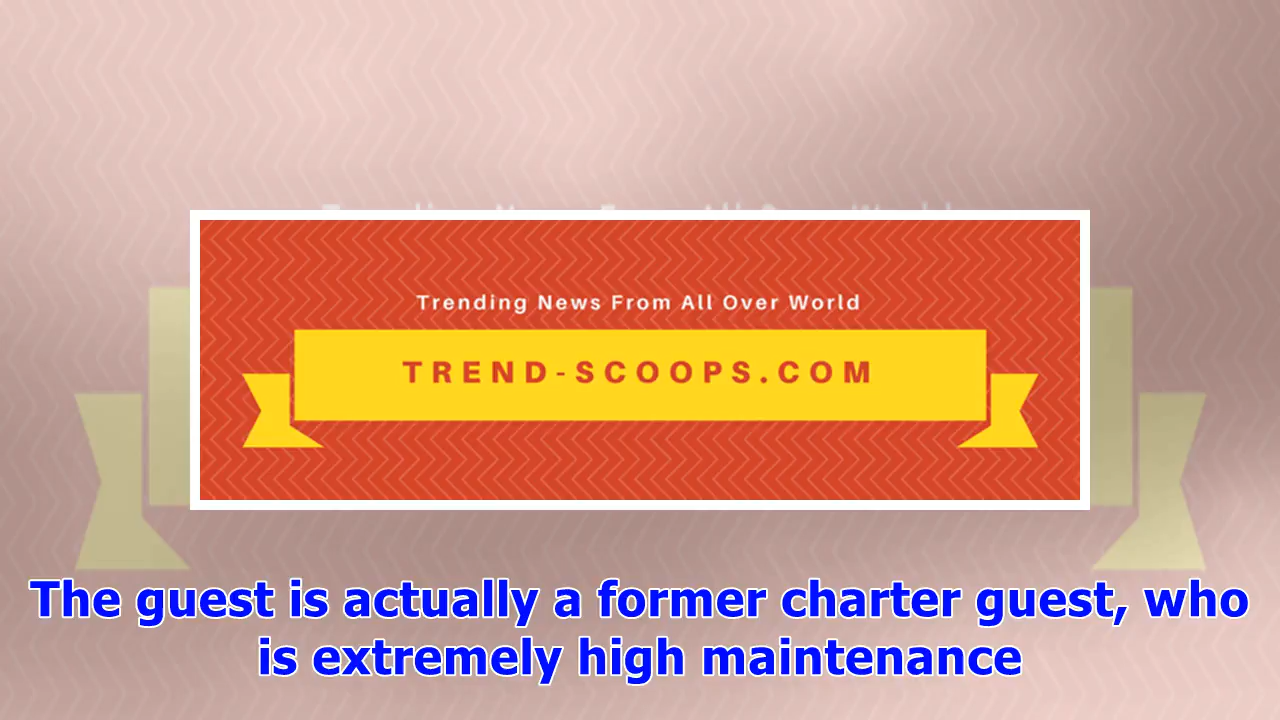 Trending News From All Over World
TREND-SCOOPS.COM
The guest is actually a former charter guest, who
is extremely high maintenance